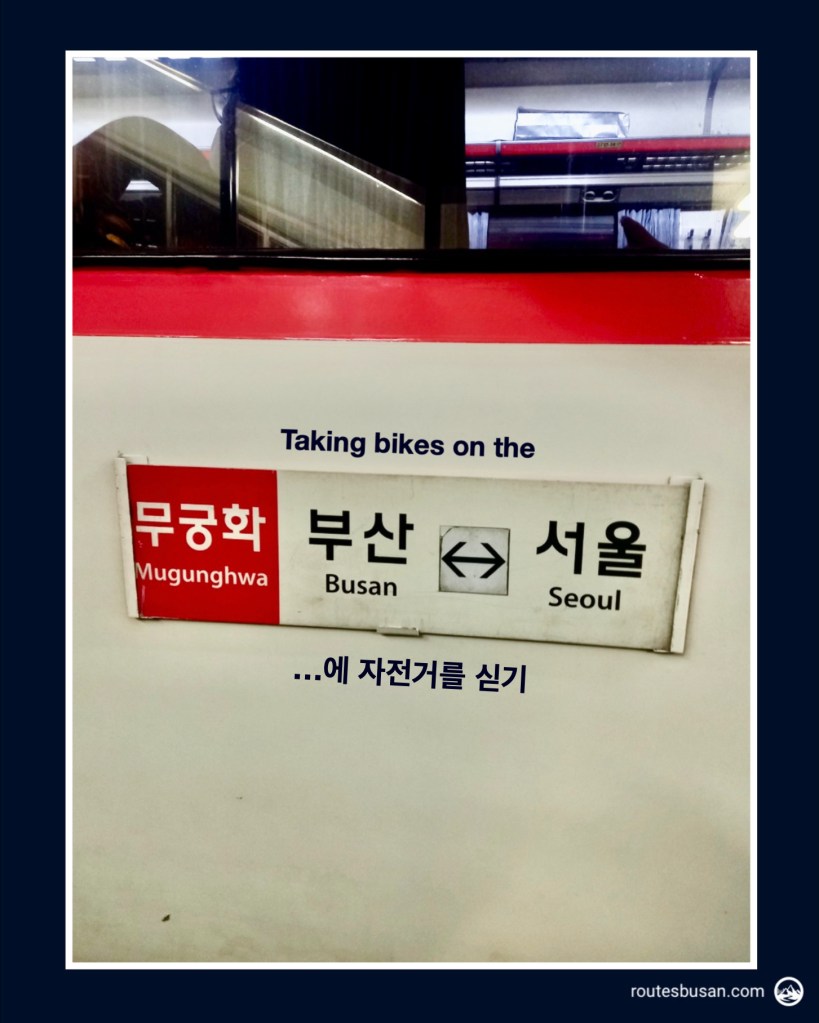 Taking bikes on the
무궁화 부산 ↔ 서울
Mugunghwa Busan Seoul
...에 자전거를 싣기
routesbusan.com